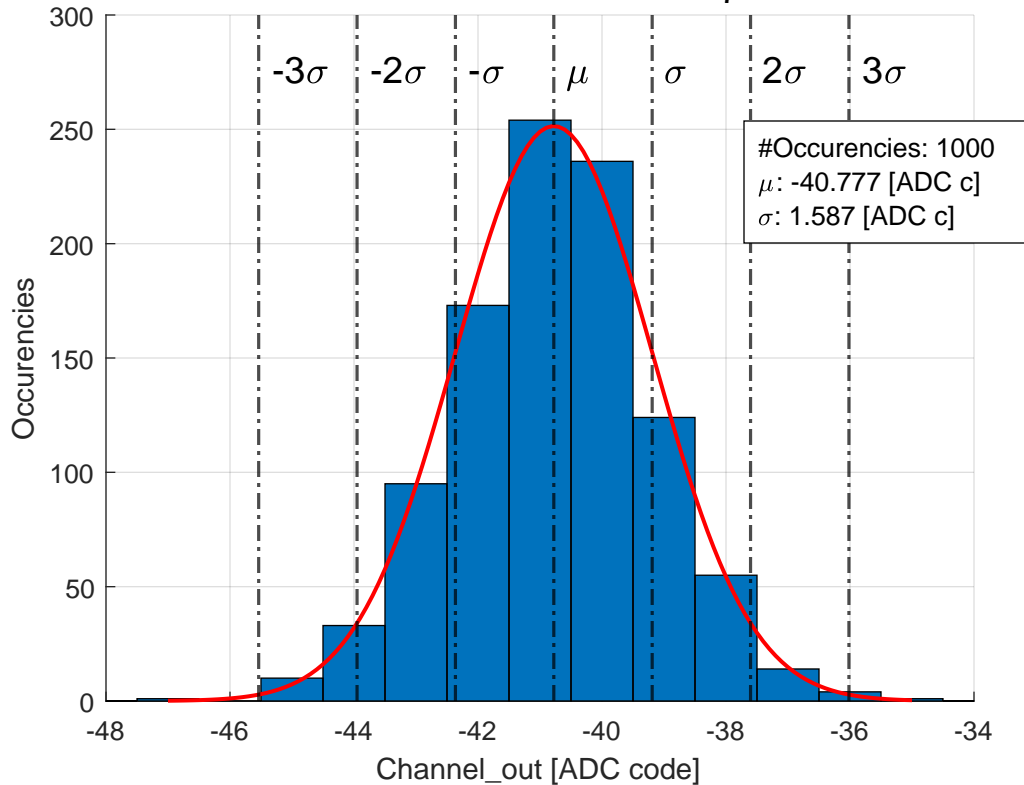 300
250
200
150
100
50
0
Occurencies
-3σ -2σ -σ μ σ 2σ 3σ
#Occurencies: 1000
μ: -40.777 [ADC c]
σ: 1.587 [ADC c]
-48 -46 -44 -42 -40 -38 -36 -34
Channel_out [ADC code]